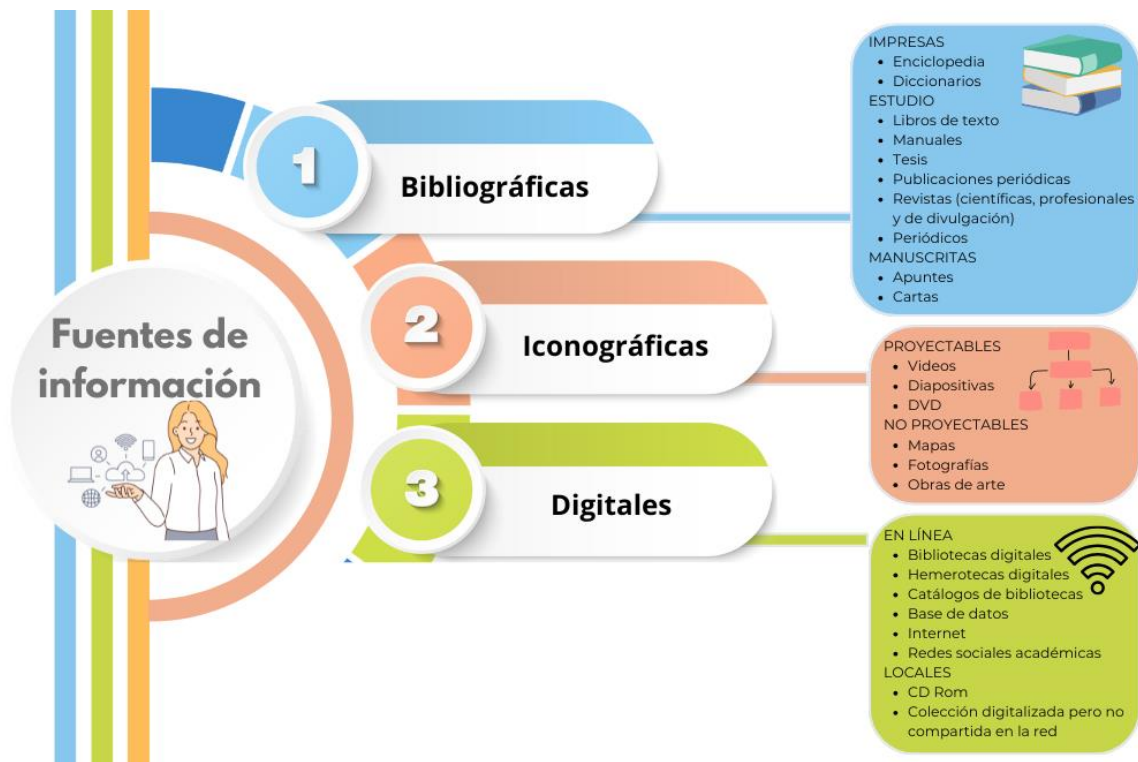 Fuentes de
información
1
Bibliográficas
IMPRESAS
• Enciclopedia
• Diccionarios
ESTUDIO
• Libros de texto
• Manuales
• Tesis
• Publicaciones periódicas
• Revistas (científicas, profesionales
y de divulgación)
• Periódicos
MANUSCRITAS
• Apuntes
• Cartas
2
Iconográficas
PROYECTABLES
• Videos
• Diapositivas
• DVD
NO PROYECTABLES
• Mapas
• Fotografías
• Obras de arte
3
Digitales
EN LÍNEA
• Bibliotecas digitales
• Hemerotecas digitales
• Catálogos de bibliotecas
• Base de datos
• Internet
• Redes sociales académicas
LOCALES
• CD Rom
• Colección digitalizada pero no
compartida en la red